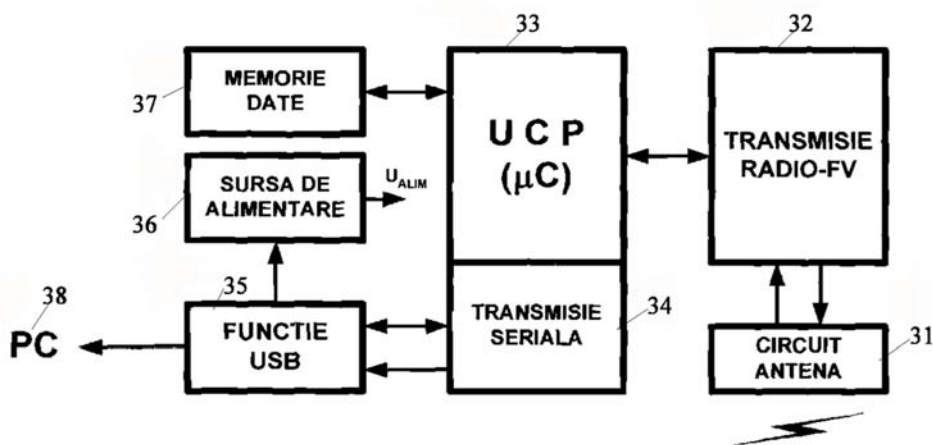 33
32
MEMORIE
DATE
37
U C P
(μC)
TRANSMISIE
RADIO-FV
SURSA DE
ALIMENTARE
36
U ALIM
38
PC
35
FUNCTIE
USB
TRANSMISIE
SERIALA
34
CIRCUIT
ANTENA
31